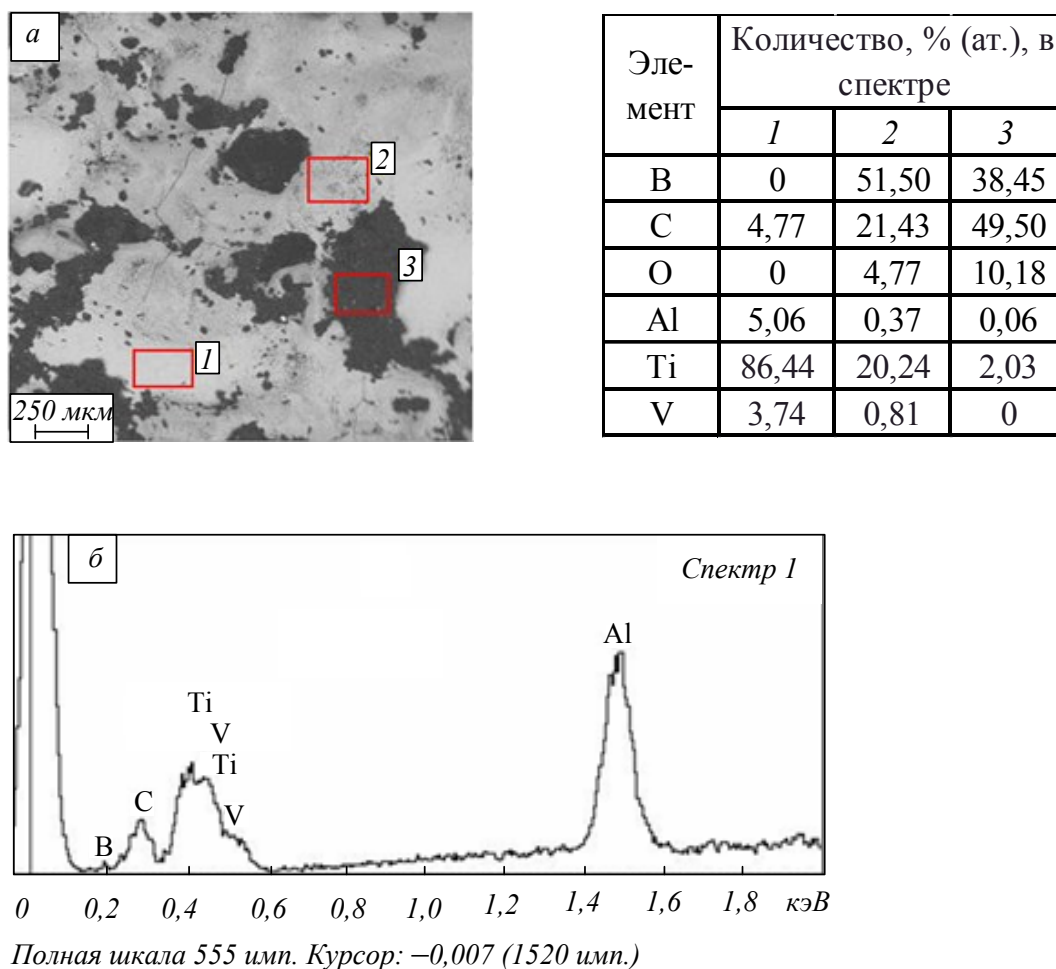 а
2
3
1
250 мкм
Эле-
мент
Количество, % (ат.), в
спектре
1 2 3
B 0 51,50 38,45
C 4,77 21,43 49,50
O 0 4,77 10,18
Al 5,06 0,37 0,06
Ti 86,44 20,24 2,03
V 3,74 0,81 0
б
Спектр 1
Al
Ti
V
Ti
C
V
B
0 0,2 0,4 0,6 0,8 1,0 1,2 1,4 1,6 1,8 кэВ
Полная шкала 555 имп. Курсор: –0,007 (1520 имп.)